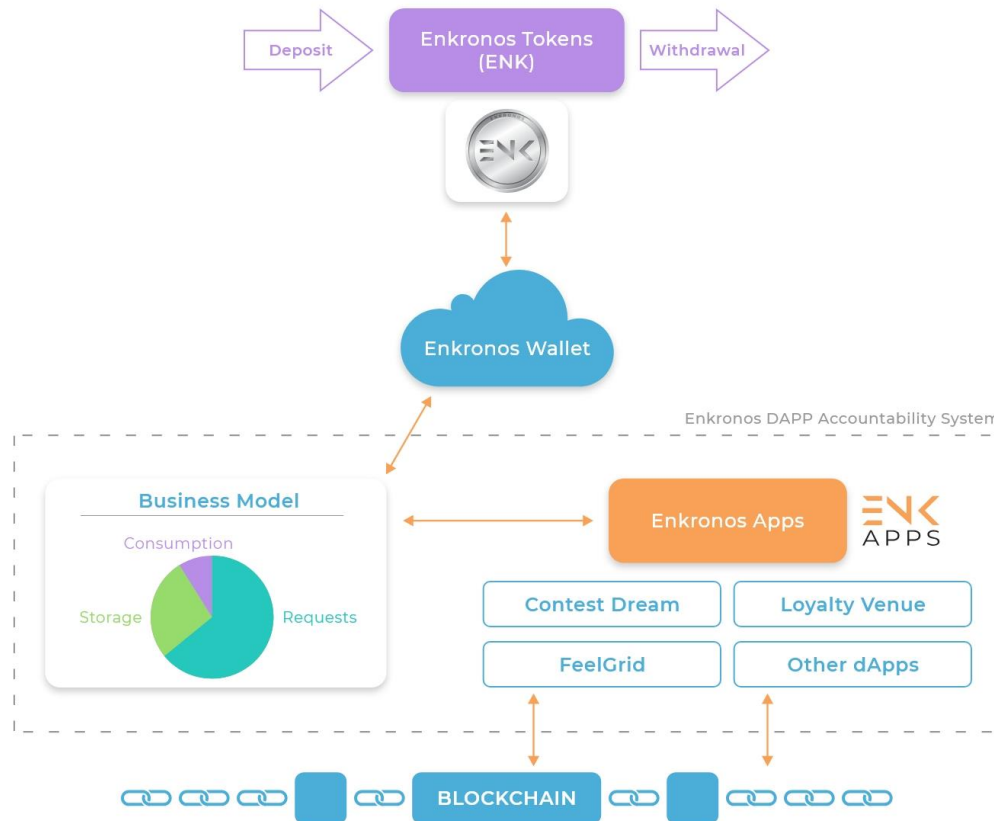 Deposit
Enkronos Tokens
(ENK)
Withdrawal
ENK
Enkronos Wallet
Enkronos DAPP Accountability System
Business Model
Consumption
Storage
Requests
Enkronos Apps
ENK
APPS
Contest Dream
Loyalty Venue
FeelGrid
Other dApps
BLOCKCHAIN